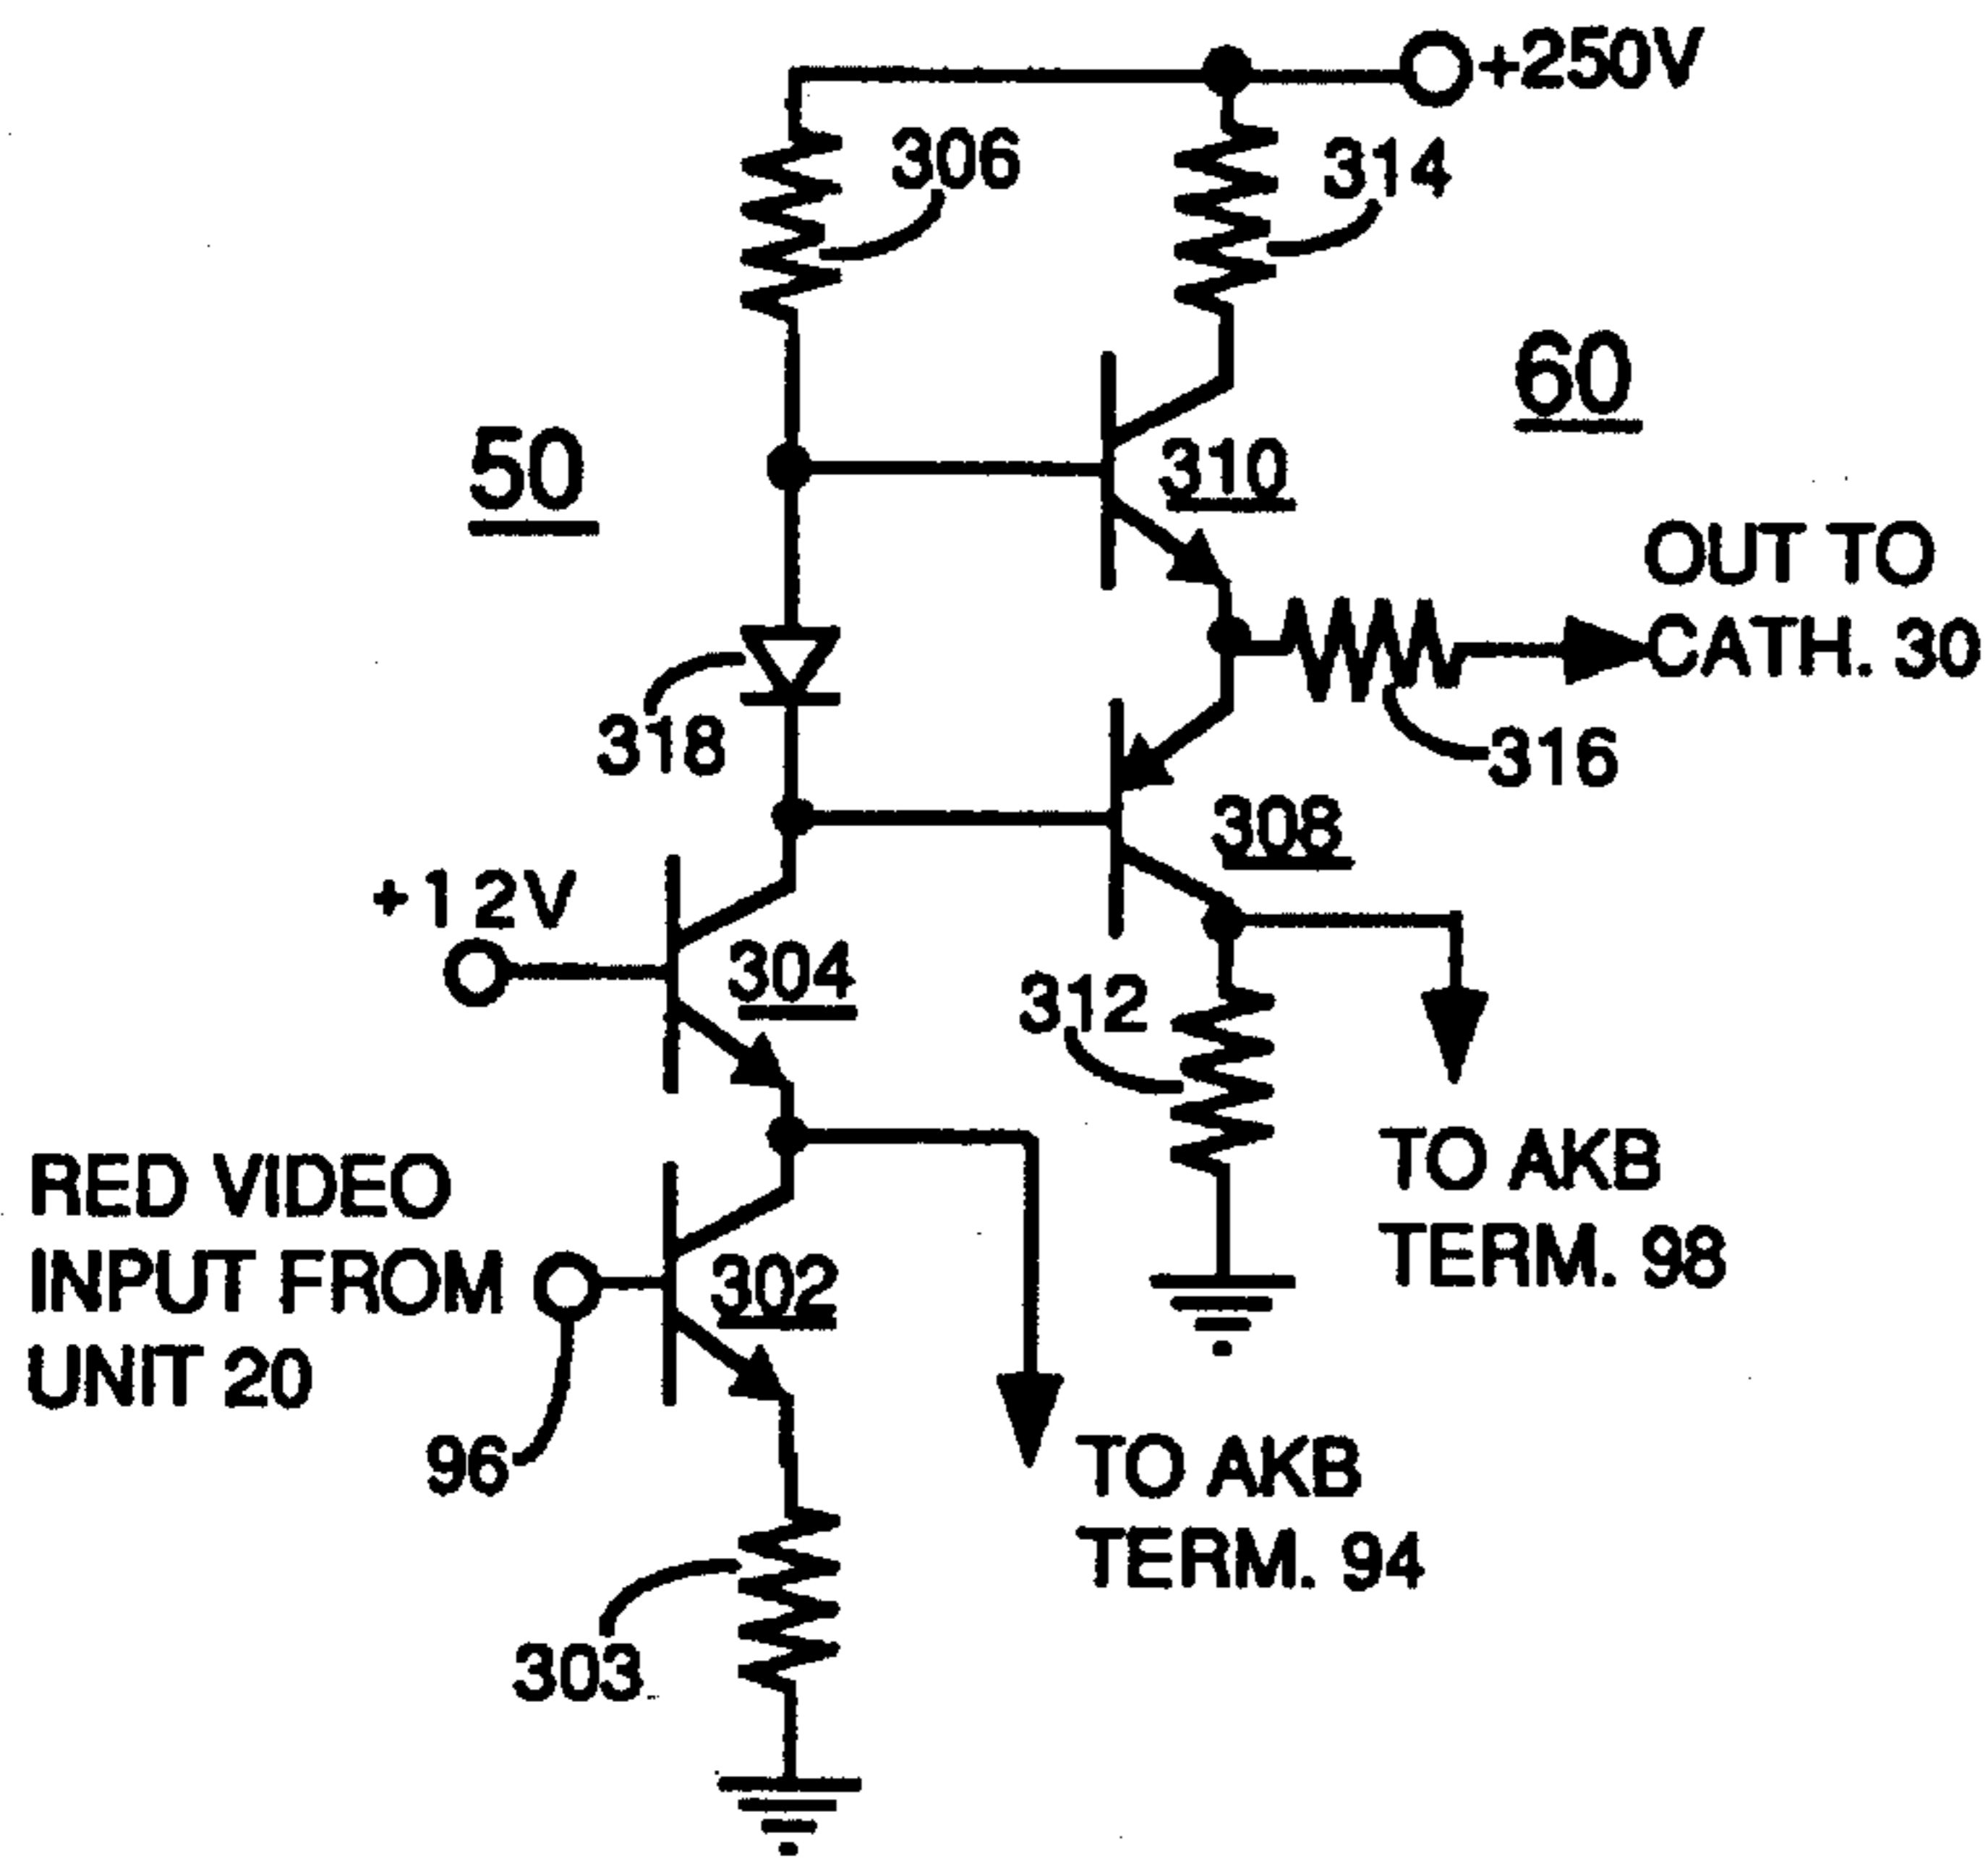 +250V
306
314
60
50
310
OUT TO
CATH. 30
318
316
308
+12V
304
312
RED VIDEO
INPUT FROM
UNIT 20
302
TO AKB
TERM. 98
96
TO AKB
TERM. 94
303